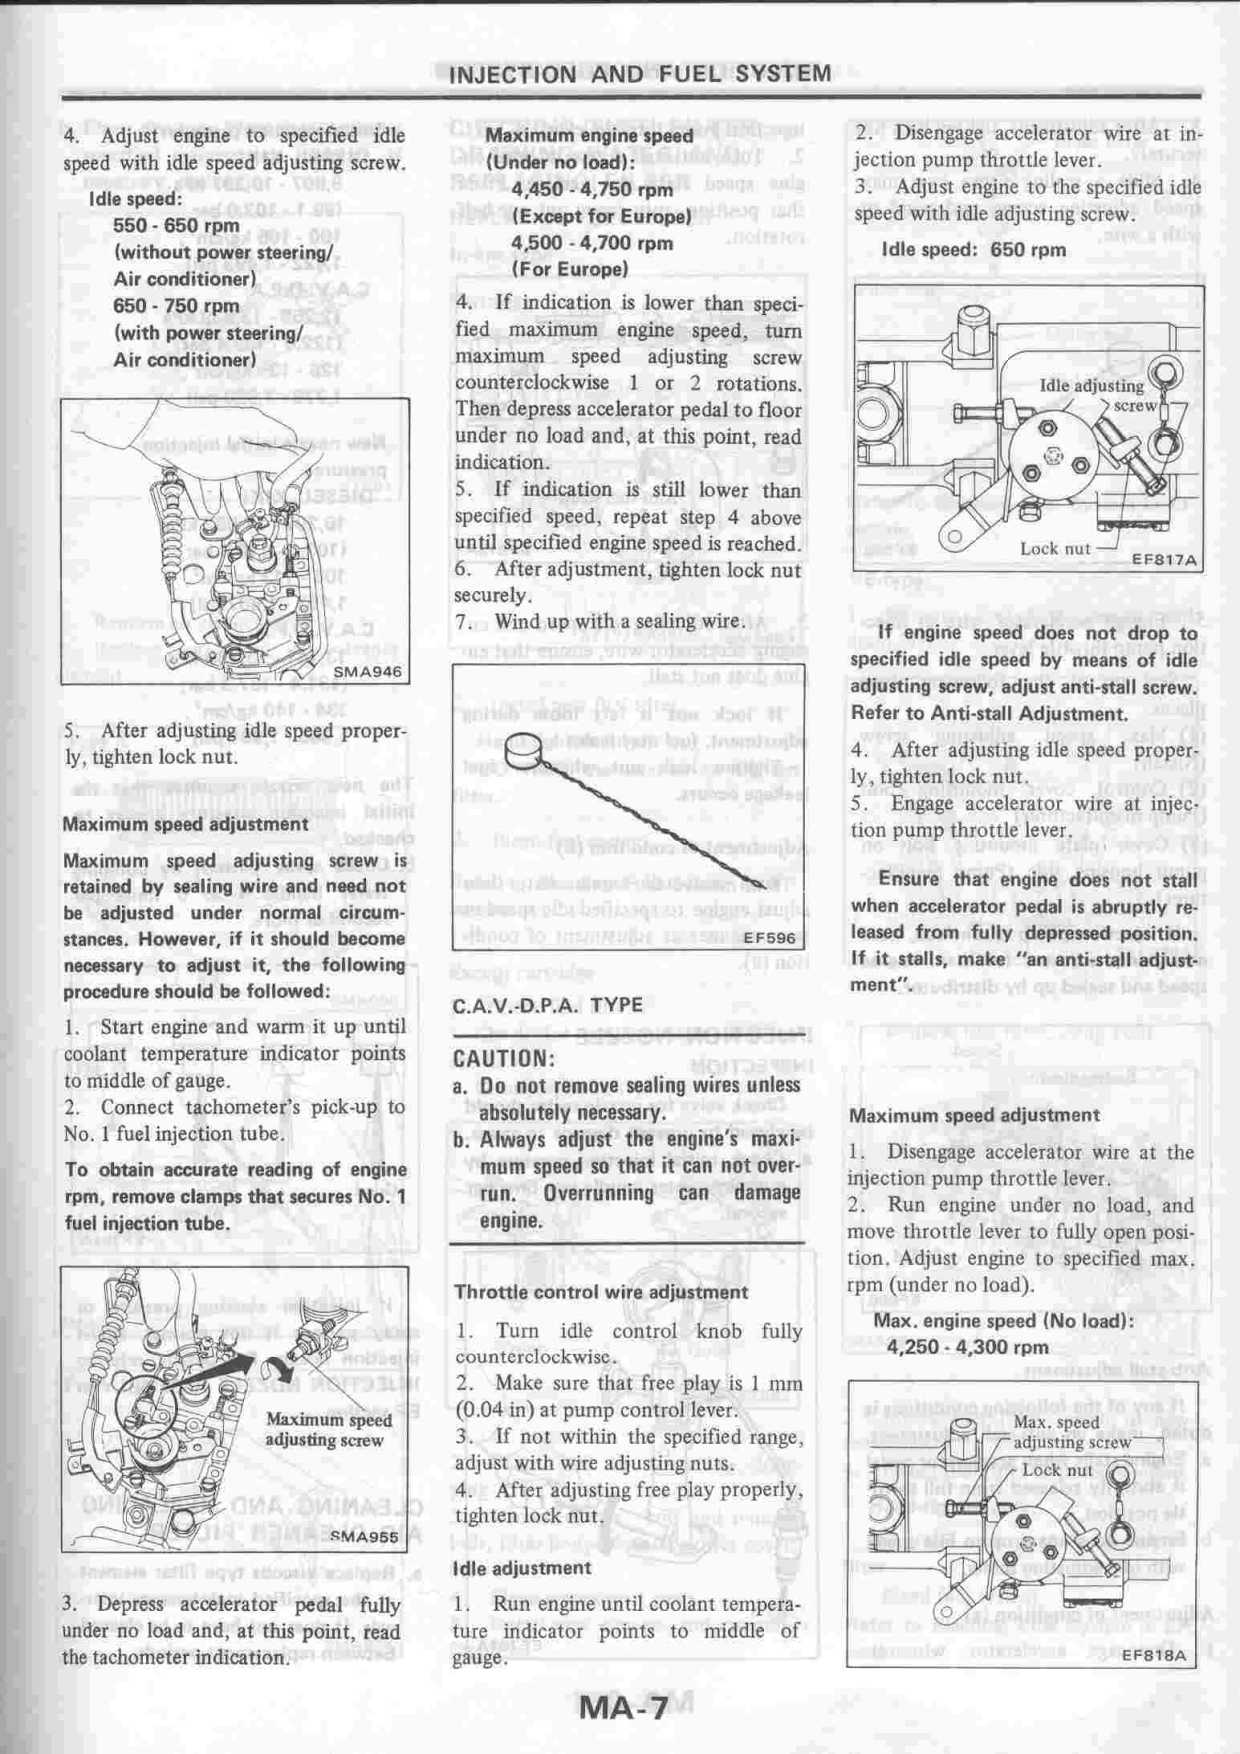 INJECTION AND FUEL SYSTEM
4. Adjust engine to specified idle
speed with idle speed adjusting screw.
Idle speed:
550 - 650 rpm
(without power steering/
Air conditioner)
650 - 750 rpm
(with power steering/
Air conditioner)
SMA946
5. After adjusting idle speed proper-
ly, tighten lock nut.
Maximum speed adjustment
Maximum speed adjusting screw is
retained by sealing wire and need not
be adjusted under normal circum-
stances. However, if it should become
necessary to adjust it, the following
procedure should be followed:
1. Start engine and warm it up until
coolant temperature indicator points
to middle of gauge.
2. Connect tachometer's pick-up to
No. 1 fuel injection tube.
To obtain accurate reading of engine
rpm, remove clamps that secures No. 1
fuel injection tube.
Maximum speed
adjusting screw
SMA955
3. Depress accelerator pedal fully
under no load and, at this point, read
the tachometer indication.
Maximum engine speed
(Under no load):
4,450 - 4,750 rpm
(Except for Europe)
4,500 - 4,700 rpm
(For Europe)
4. If indication is lower than speci-
fied maximum engine speed, turn
maximum speed adjusting screw
counterclockwise 1 or 2 rotations.
Then depress accelerator pedal to floor
under no load and, at this point, read
indication.
5. If indication is still lower than
specified speed, repeat step 4 above
until specified engine speed is reached.
6. After adjustment, tighten lock nut
securely.
7. Wind up with a sealing wire.
EF596
C.A.V.-D.P.A. TYPE
CAUTION:
a. Do not remove sealing wires unless
absolutely necessary.
b. Always adjust the engine's maxi-
mum speed so that it can not over-
run. Overrunning can damage
engine.
Throttle control wire adjustment
1. Turn idle control knob fully
counterclockwise.
2. Make sure that free play is 1 mm
(0.04 in) at pump control lever.
3. If not within the specified range,
adjust with wire adjusting nuts.
4. After adjusting free play properly,
tighten lock nut.
Idle adjustment
1. Run engine until coolant tempera-
ture indicator points to middle of
gauge.
2. Disengage accelerator wire at in-
jection pump throttle lever.
3. Adjust engine to the specified idle
speed with idle adjusting screw.
Idle speed: 650 rpm
Idle adjusting
screw
Lock nut
EF817A
If engine speed does not drop to
specified idle speed by means of idle
adjusting screw, adjust anti-stall screw.
Refer to Anti-stall Adjustment.
4. After adjusting idle speed proper-
ly, tighten lock nut.
5. Engage accelerator wire at injec-
tion pump throttle lever.
Ensure that engine does not stall
when accelerator pedal is abruptly re-
leased from fully depressed position.
If it stalls, make "an anti-stall adjust-
ment".
Maximum speed adjustment
1. Disengage accelerator wire at the
injection pump throttle lever.
2. Run engine under no load, and
move throttle lever to fully open posi-
tion. Adjust engine to specified max.
rpm (under no load).
Max. engine speed (No load):
4,250 - 4,300 rpm
Max. speed
adjusting screw
Lock nut
EF818A
MA-7